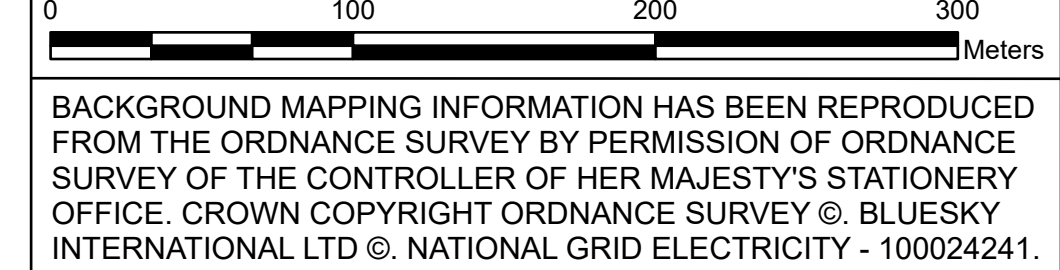 0 100 200 300
Meters
BACKGROUND MAPPING INFORMATION HAS BEEN REPRODUCED
FROM THE ORDNANCE SURVEY BY PERMISSION OF ORDNANCE
SURVEY OF THE CONTROLLER OF HER MAJESTY'S STATIONERY
OFFICE. CROWN COPYRIGHT ORDNANCE SURVEY ©. BLUESKY
INTERNATIONAL LTD ©. NATIONAL GRID ELECTRICITY - 100024241.